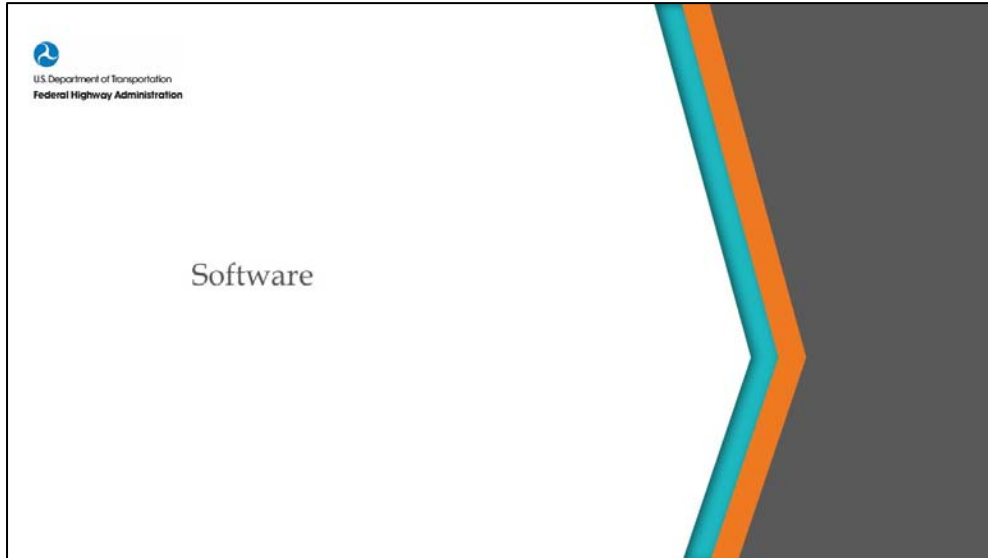 U.S. Department of Transportation
Federal Highway Administration
Software